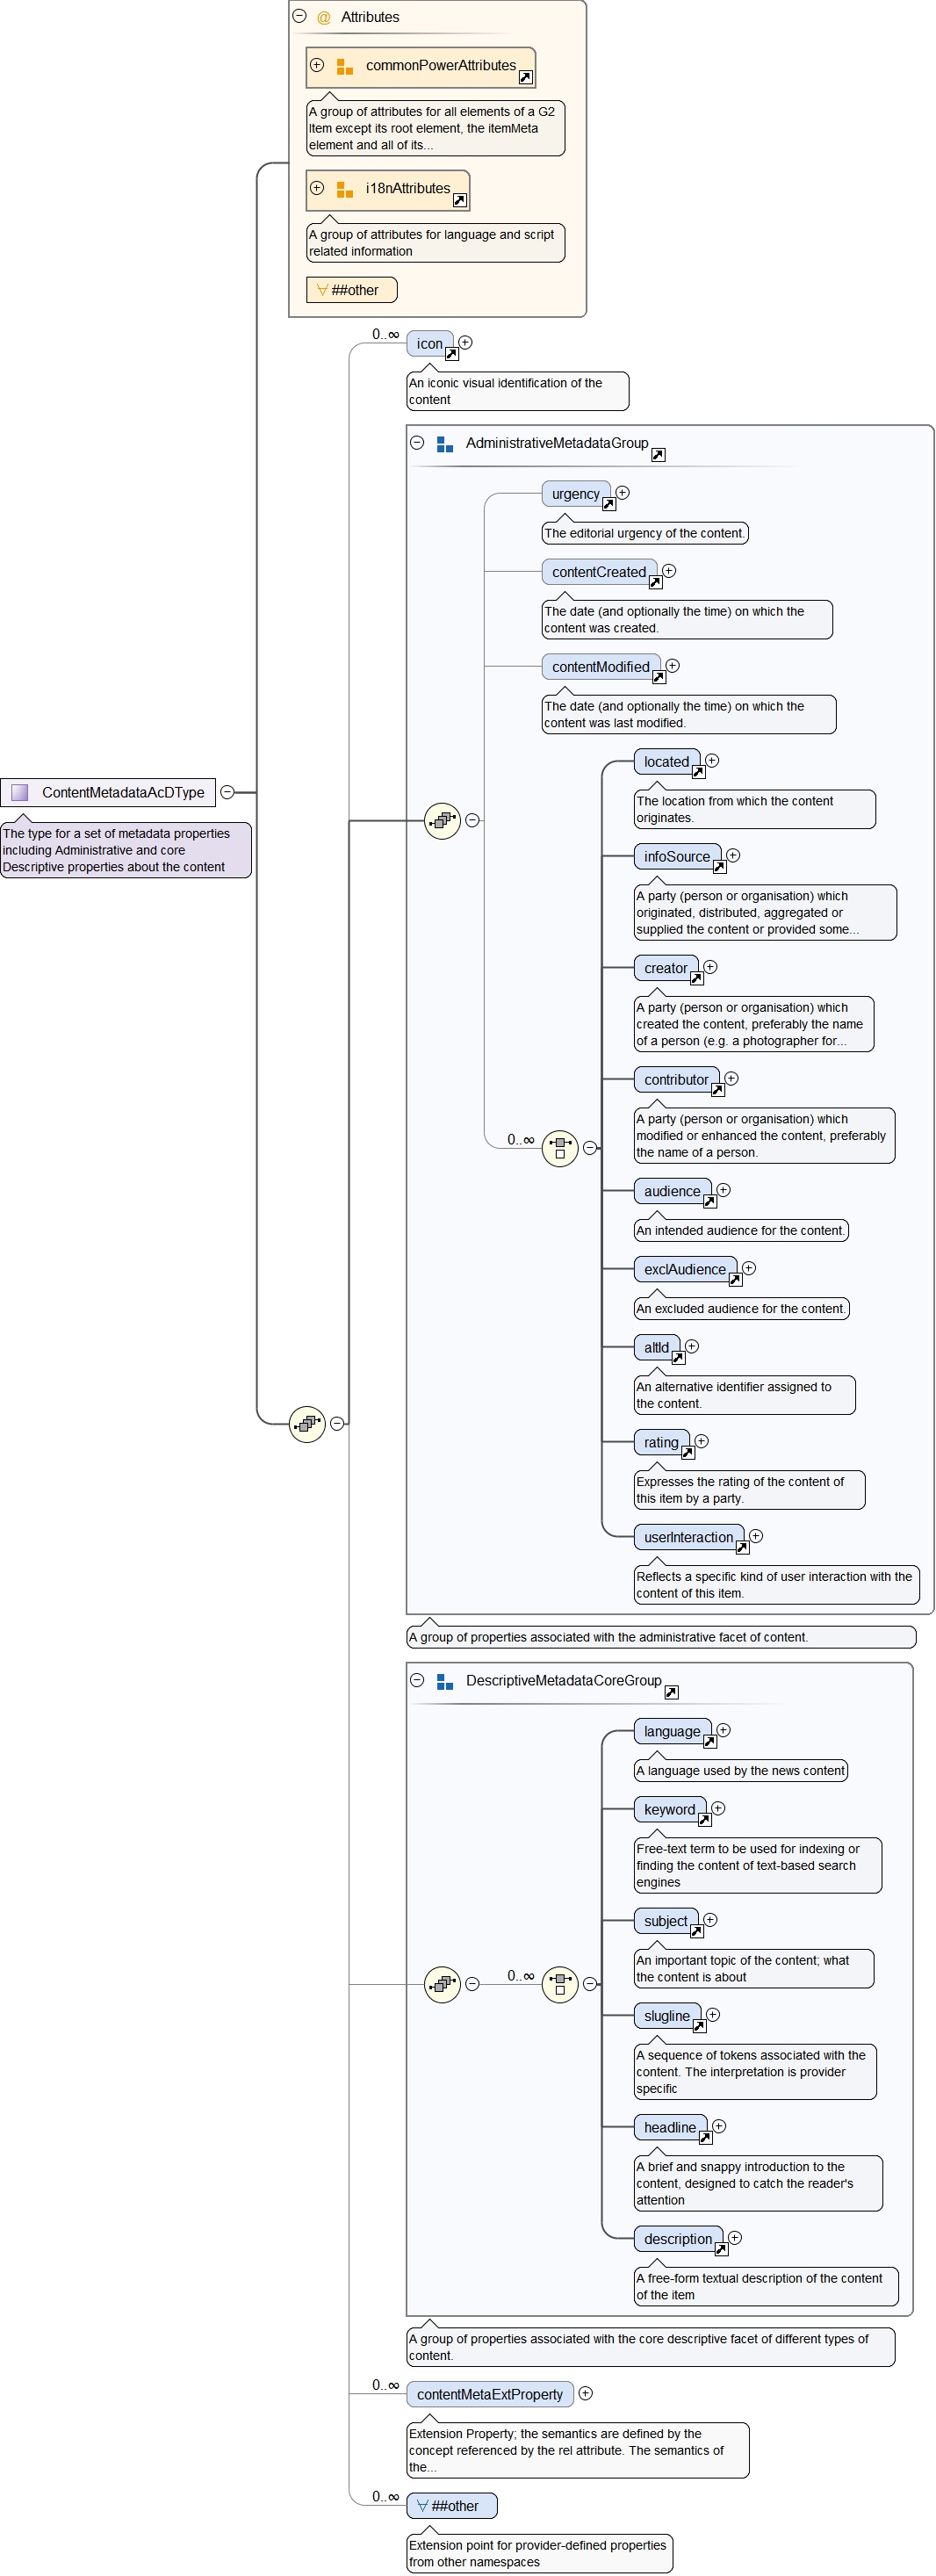 @ Attributes
commonPowerAttributes
A group of attributes for all elements of a G2
Item except its root element, the itemMeta
element and all of its...
i18nAttributes
A group of attributes for language and script
related information
##other
0..∞
icon
An iconic visual identification of the
content
AdministrativeMetadataGroup
urgency
The editorial urgency of the content.
contentCreated
The date (and optionally the time) on which the
content was created.
contentModified
The date (and optionally the time) on which the
content was last modified.
located
The location from which the content
originates.
ContentMetadataAcDType
The type for a set of metadata properties
including Administrative and core
Descriptive properties about the content
infoSource
A party (person or organisation) which
originated, distributed, aggregated or
supplied the content or provided some...
creator
A party (person or organisation) which
created the content, preferably the name
of a person (e.g. a photographer for...
contributor
A party (person or organisation) which
modified or enhanced the content, preferably
the name of a person.
0..∞
audience
An intended audience for the content.
exclAudience
An excluded audience for the content.
altId
An alternative identifier assigned to
the content.
rating
Expresses the rating of the content of
this item by a party.
userInteraction
Reflects a specific kind of user interaction with the
content of this item.
A group of properties associated with the administrative facet of content.
DescriptiveMetadataCoreGroup
language
A language used by the news content
keyword
Free-text term to be used for indexing or
finding the content of text-based search
engines
subject
An important topic of the content; what
the content is about
0..∞
slugline
A sequence of tokens associated with the
content. The interpretation is provider
specific
headline
A brief and snappy introduction to the
content, designed to catch the reader's
attention
description
A free-form textual description of the content
of the item
A group of properties associated with the core descriptive facet of different types of
content.
0..∞
contentMetaExtProperty
Extension Property; the semantics are defined by the
concept referenced by the rel attribute. The semantics of
the...
0..∞
##other
Extension point for provider-defined properties
from other namespaces